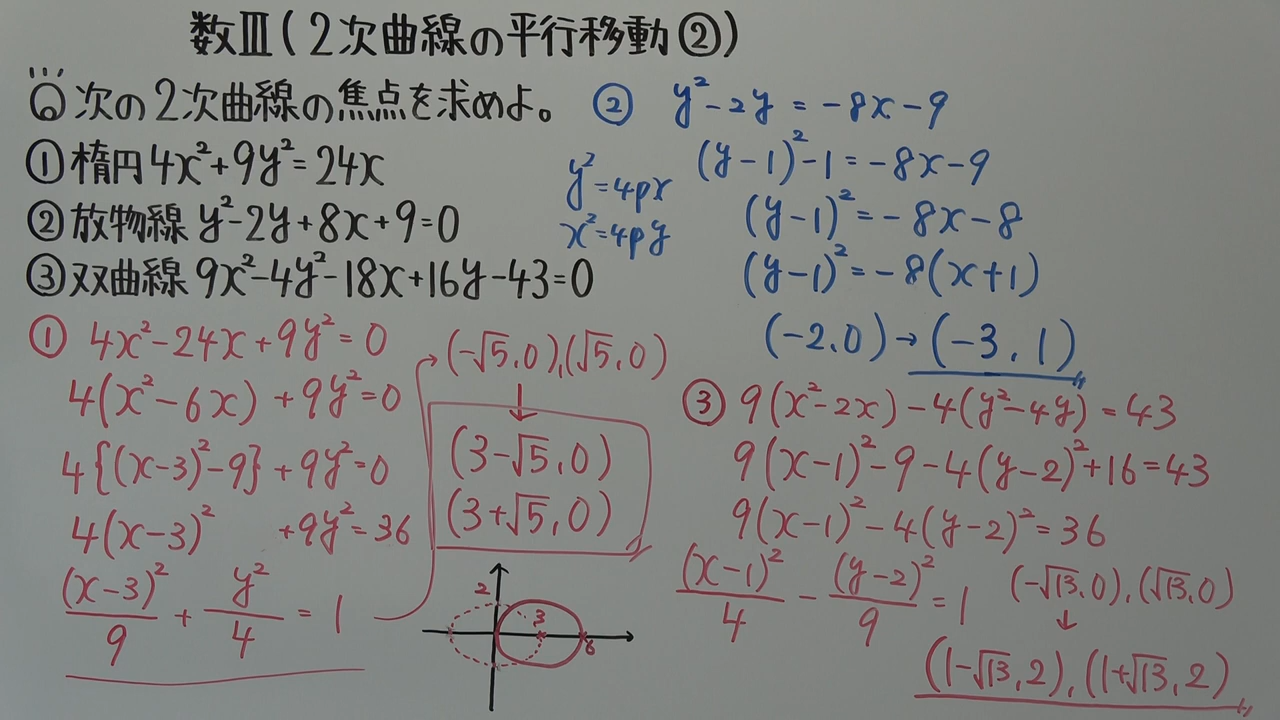 数Ⅲ(2次曲線の平行移動②)
Q 次の2次曲線の焦点を求めよ。
①楕円 4x²+9y²=24x
②放物線 y²-2y+8x+9=0
③双曲線 9x²-4y²-18x+16y-43=0
① 4x²-24x+9y²=0
4(x²-6x)+9y²=0
4{(x-3)²-9}+9y²=0
4(x-3)² +9y²=36
(x-3)²/9 + y²/4 = 1
→(-√5,0),(√5,0)
↓
(3-√5,0)
(3+√5,0)
2
3
6
② y²-2y=-8x-9
(y-1)²-1=-8x-9
y²=4px
x²=4py
(y-1)²=-8x-8
(y-1)²=-8(x+1)
(-2,0)→(-3,1)
③ 9(x²-2x)-4(y²-4y)=43
9(x-1)²-9-4(y-2)²+16=43
9(x-1)²-4(y-2)²=36
(x-1)²/4 - (y-2)²/9 = 1
(-√13,0),(√13,0)
↓
(1-√13,2),(1+√13,2)